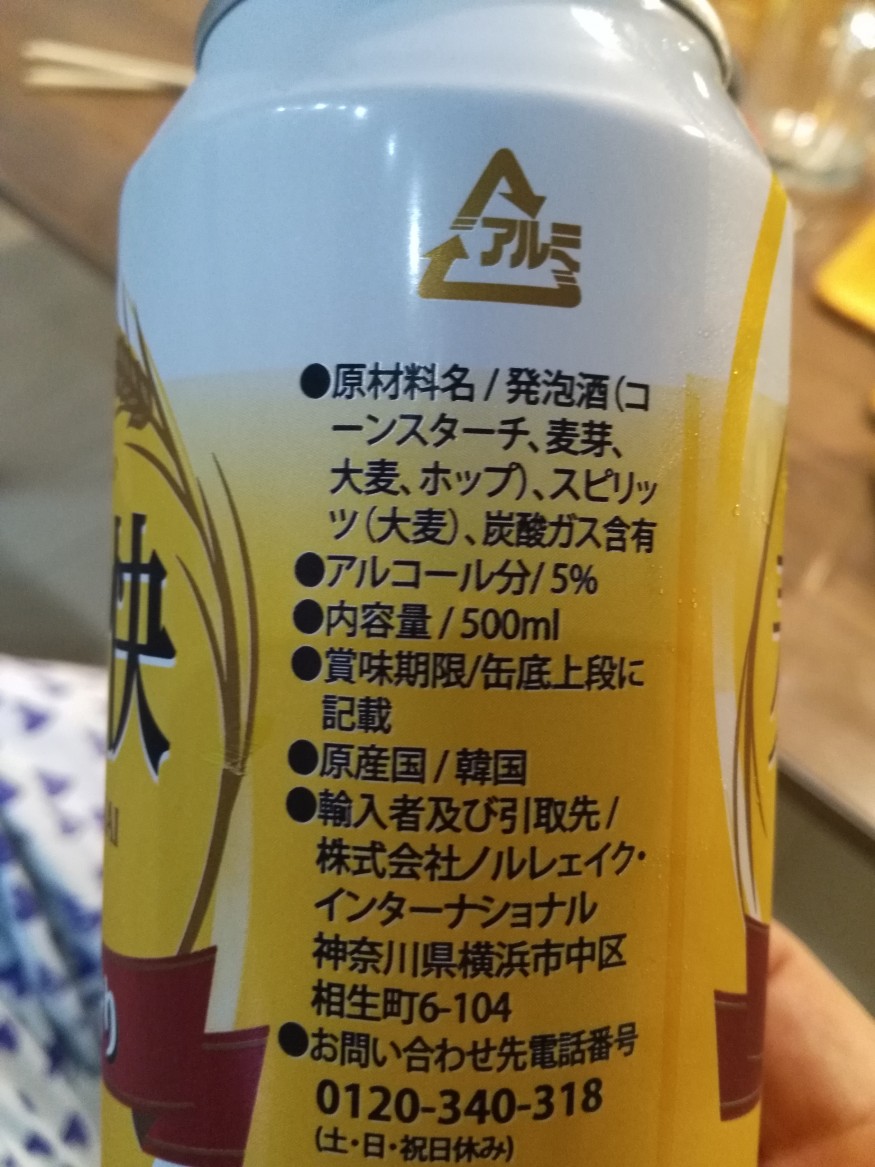 アルミ
●原材料名/発泡酒(コ
ーンスターチ、麦芽、
大麦、ホップ)、スピリッ
ツ(大麦)、炭酸ガス含有
●アルコール分/5%
●内容量/500ml
●賞味期限/缶底上段に
記載
●原産国/韓国
●輸入者及び引取先/
株式会社ノルレェイク・
インターナショナル
神奈川県横浜市中区
相生町6-104
●お問い合わせ先電話番号
0120-340-318
(土・日・祝日休み)
快
り